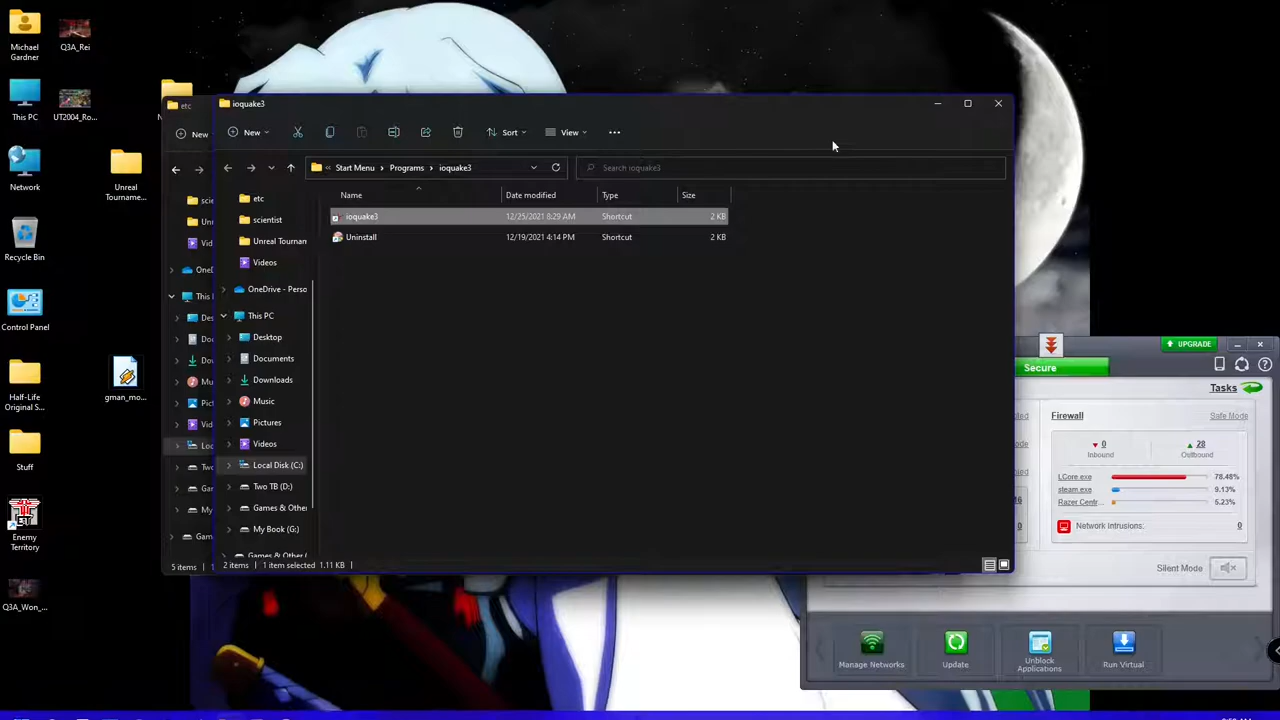 Michael
Gardner
Q3A_Rei
This PC
UT2004_Ro...
Network
Unreal
Tourname...
Recycle Bin
Control Panel
Half-Life
Original S...
gman_mo...
Stuff
Enemy
Territory
Q3A_Won_...
etc
New
5 items
ioquake3
New
Sort
View
Start Menu
Programs
ioquake3
Search ioquake3
Name
Date modified
Type
Size
ioquake3
12/25/2021 8:29 AM
Shortcut
2 KB
Uninstall
12/19/2021 4:14 PM
Shortcut
2 KB
etc
scientist
Unreal Tournam
Videos
OneDrive - Perso
This PC
Desktop
Documents
Downloads
Music
Pictures
Videos
Local Disk (C:)
Two TB (D:)
Games & Othe
My Book (G:)
Games & Other (
2 items
1 item selected 1.11 KB
UPGRADE
Secure
Tasks
Firewall
Safe Mode
0
Inbound
28
Outbound
LCore.exe
78.48%
steam.exe
9.13%
Razer Centr...
5.23%
Network Intrusions:
0
Silent Mode
Manage Networks
Update
Unblock
Applications
Run Virtual